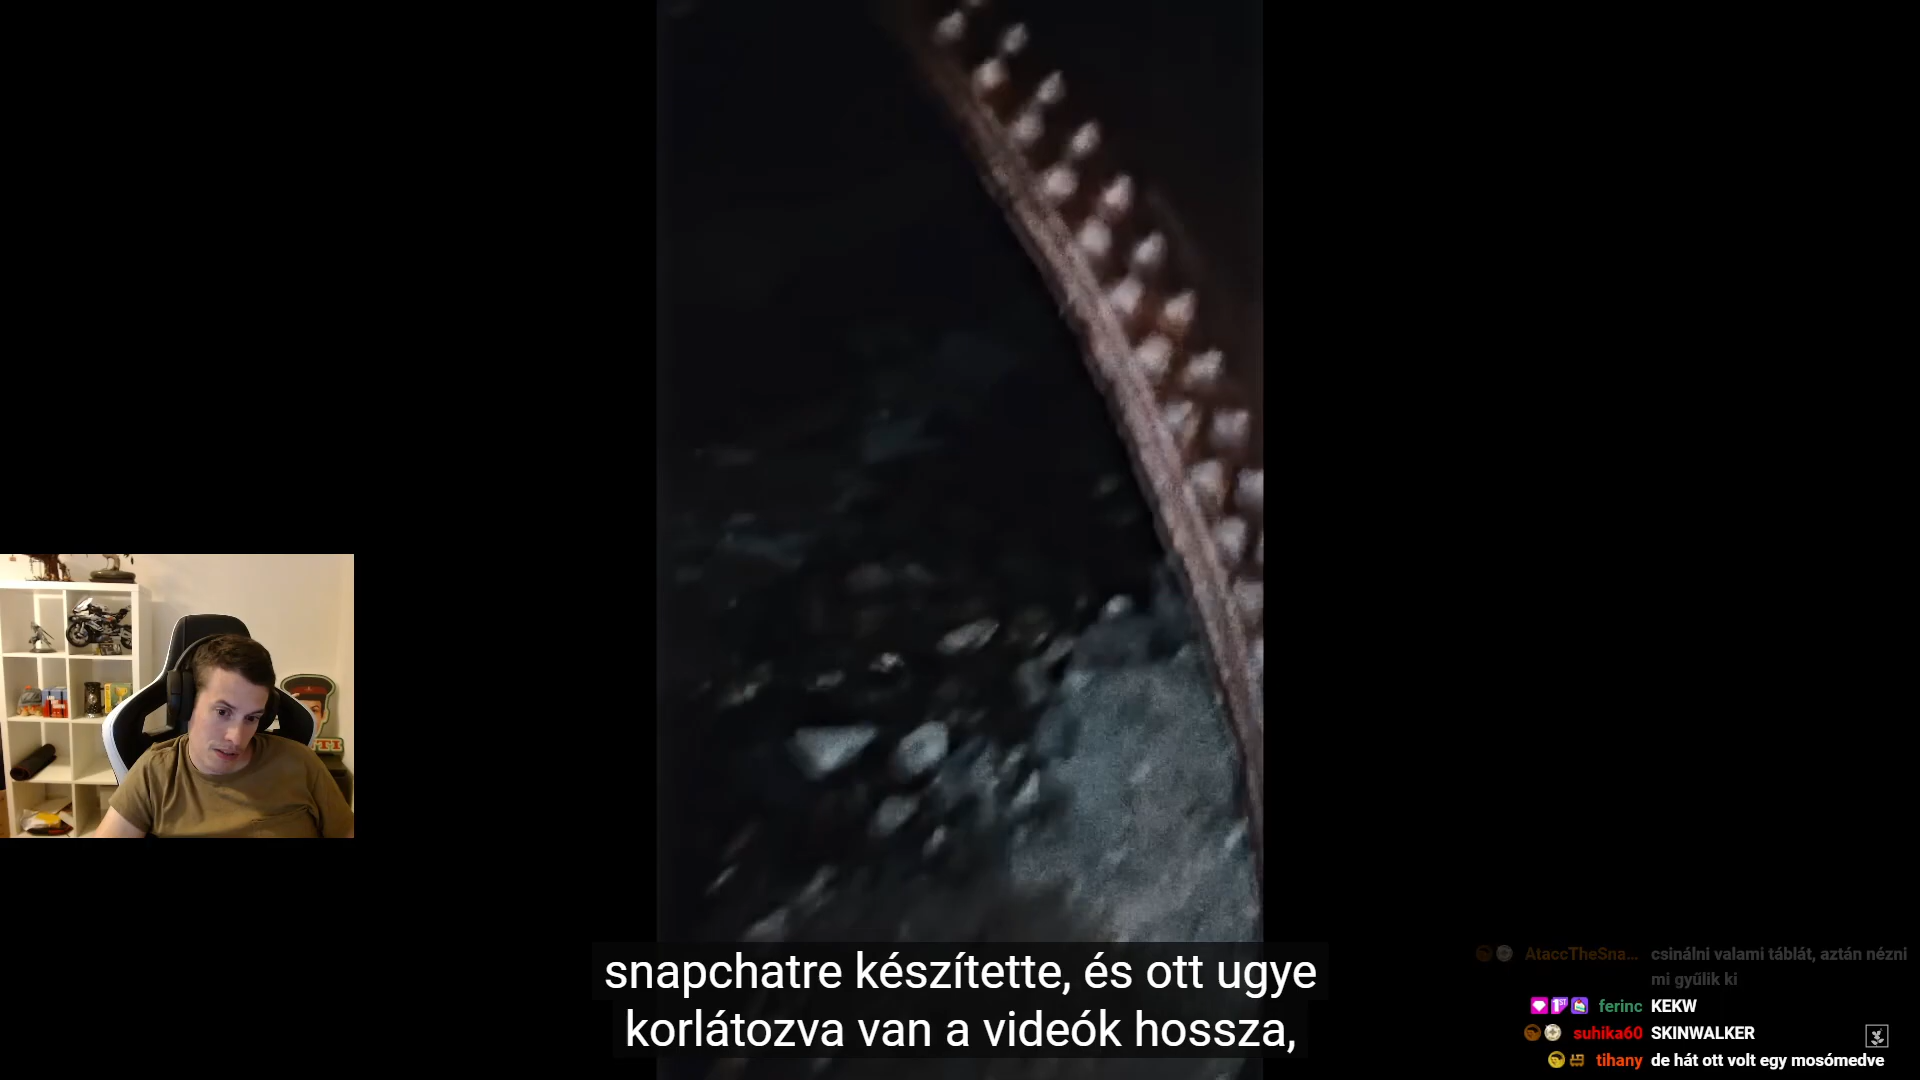 snapchatre készítette, és ott ugye
korlátozva van a videók hossza,
AtaccTheSna... csinálni valami táblát, aztán nézni
mi gyűlik ki
ferinc KEKW
suhika60 SKINWALKER
tihany de hát ott volt egy mosómedve